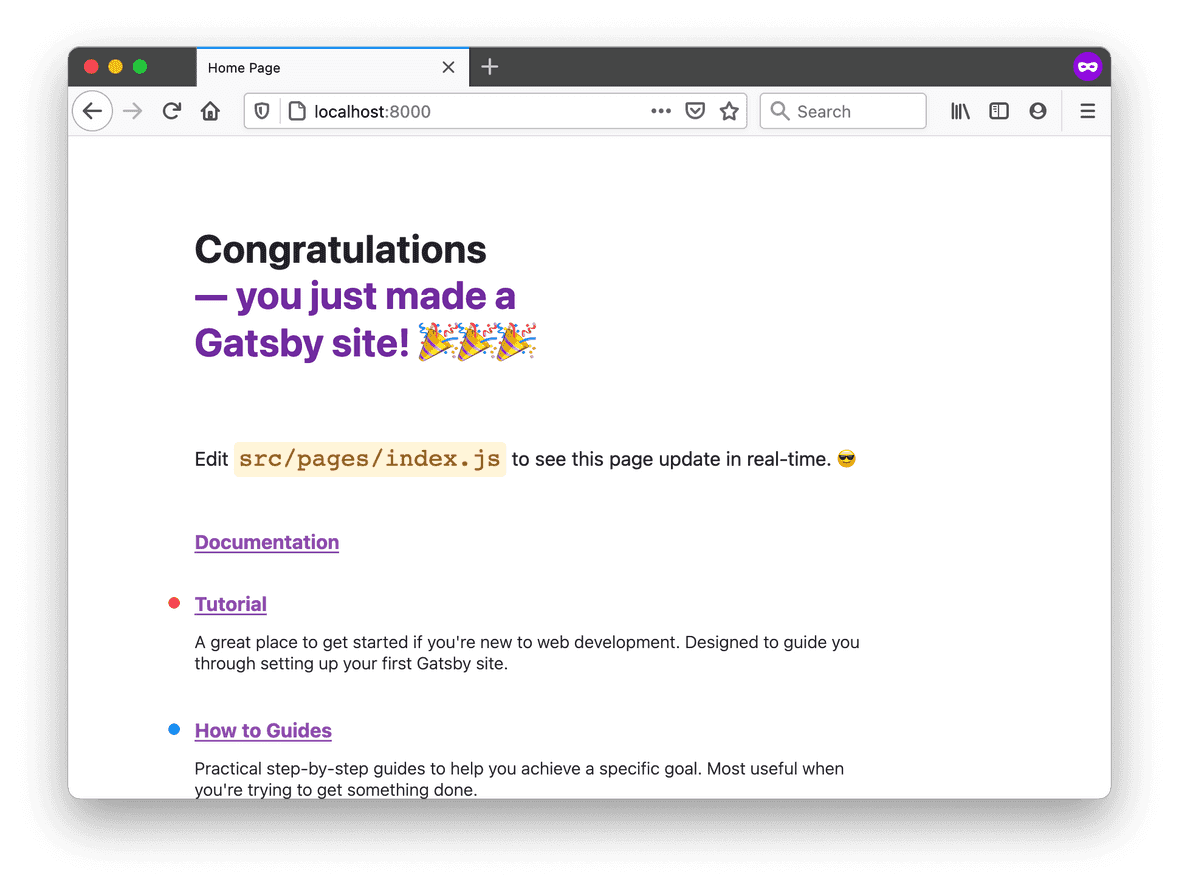 Home Page
localhost:8000
Search
Congratulations
— you just made a
Gatsby site! 🎉🎉🎉
Edit src/pages/index.js to see this page update in real-time. 😎
Documentation
Tutorial
A great place to get started if you're new to web development. Designed to guide you
through setting up your first Gatsby site.
How to Guides
Practical step-by-step guides to help you achieve a specific goal. Most useful when
you're trying to get something done.